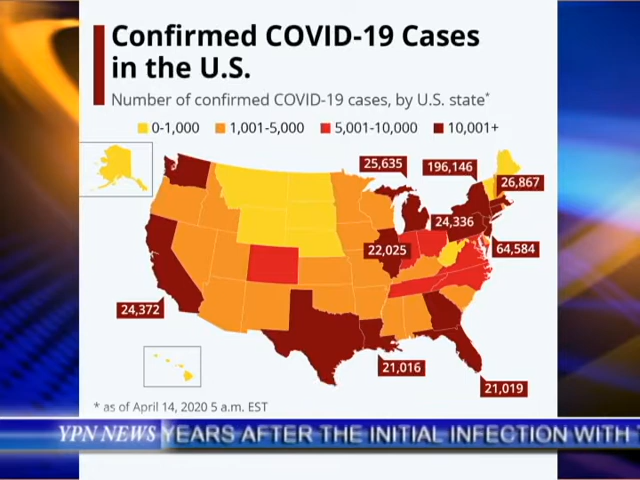 Confirmed COVID-19 Cases
in the U.S.
Number of confirmed COVID-19 cases, by U.S. state*
0-1,000 1,001-5,000 5,001-10,000 10,001+
25,635 196,146
26,867
24,336
22,025 64,584
24,372
21,016
21,019
* as of April 14, 2020 5 a.m. EST
YPN NEWS YEARS AFTER THE INITIAL INFECTION WITH